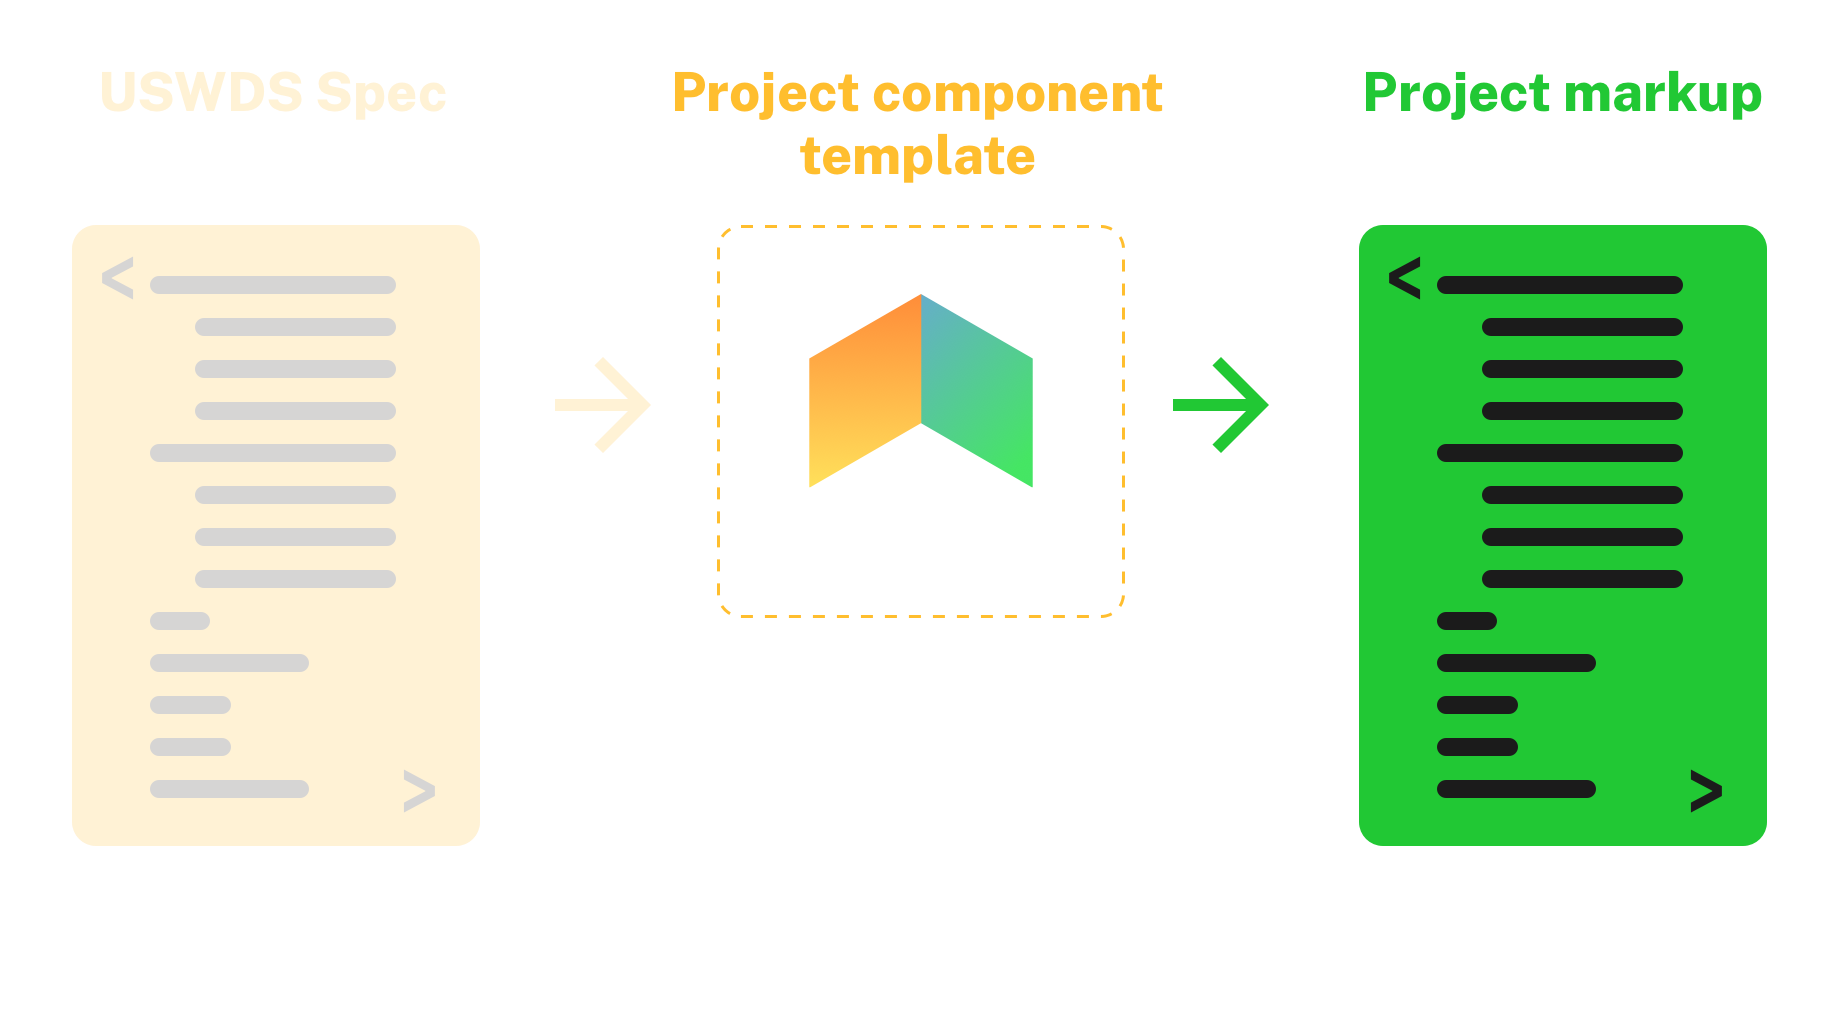 USWDS Spec
Project component
template
Project markup
<
>
<
>